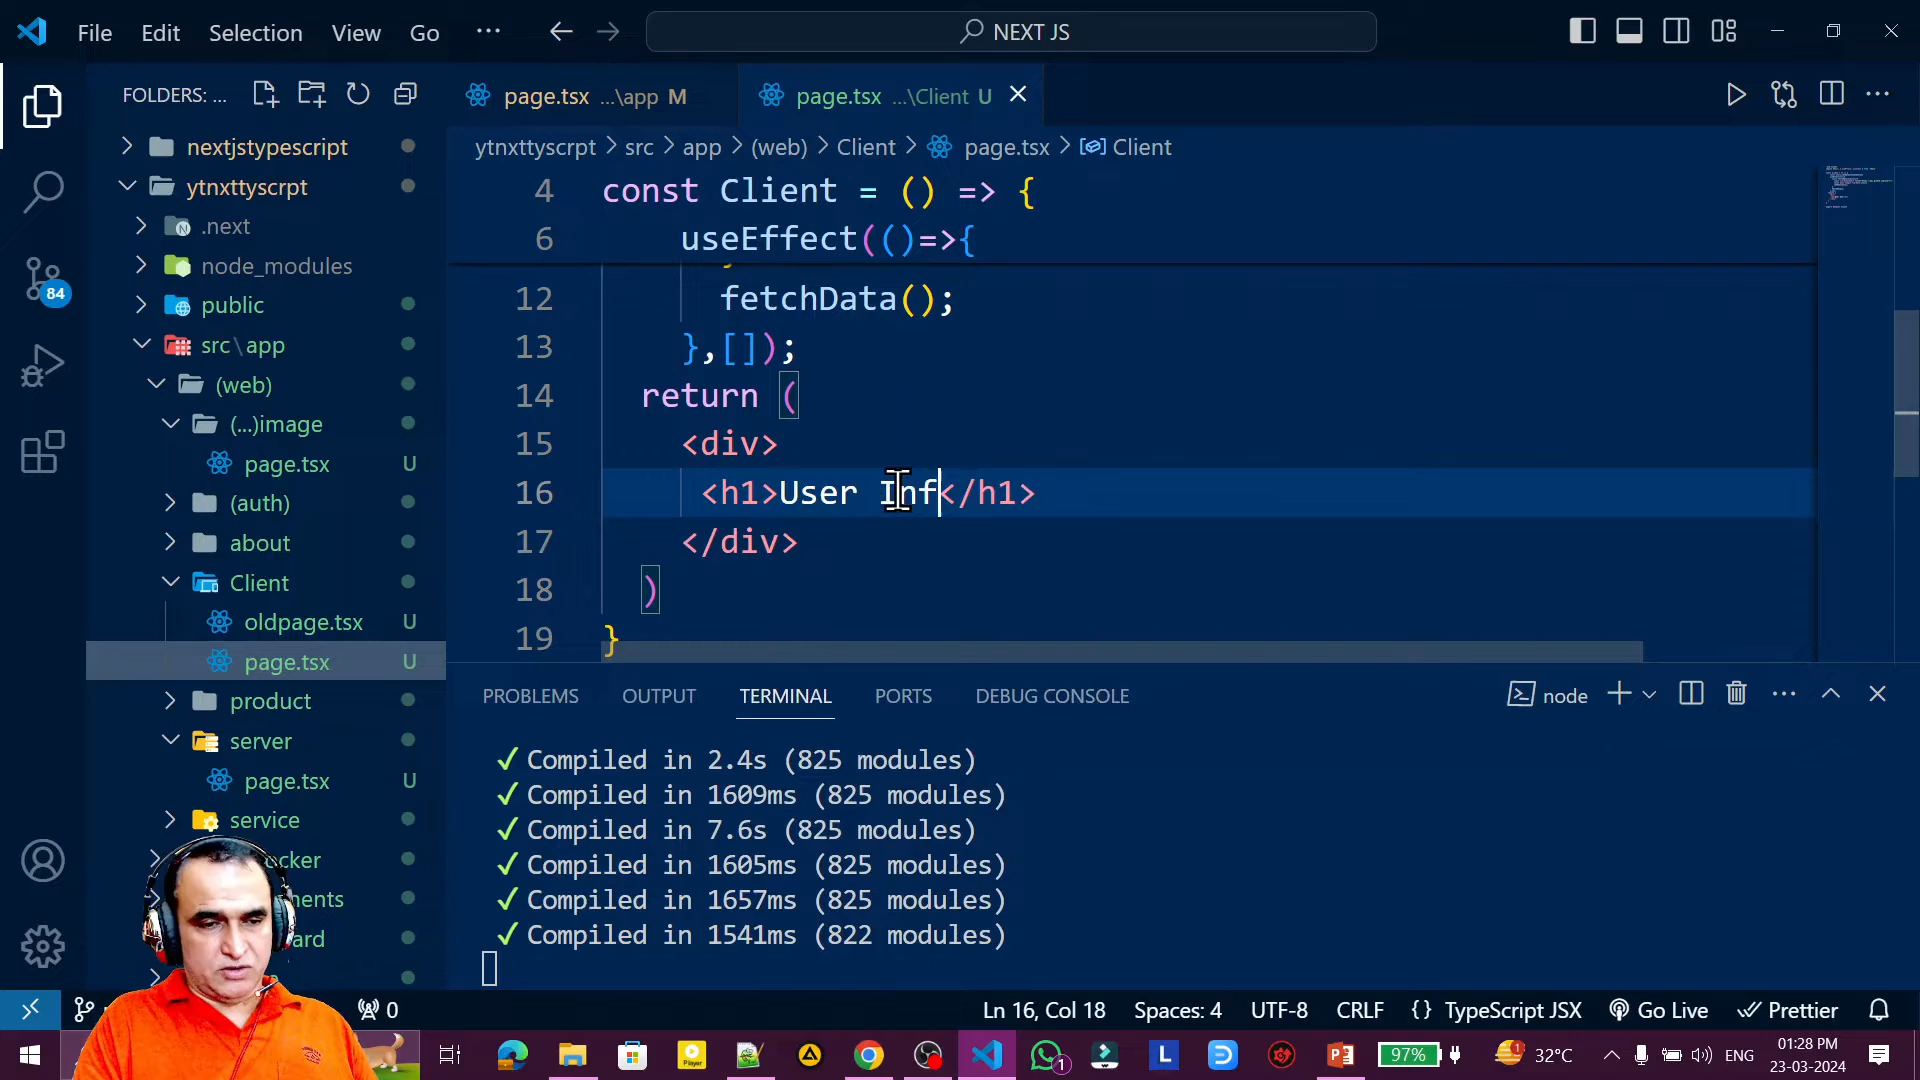 File Edit Selection View Go ··· NEXT JS
FOLDERS: ...
page.tsx ...\app M
page.tsx ...\Client U
ytnxttyscrpt > src > app > (web) > Client > page.tsx > Client
nextjstypescript
ytnxttyscrpt
.next
node_modules
public
src\app
(web)
(...)image
page.tsx U
(auth)
about
Client
oldpage.tsx U
page.tsx U
product
server
page.tsx U
service
84
4 const Client = () => {
6 useEffect(()=>{
12 fetchData();
13 },[]);
14 return (
15 <div>
16 <h1>User Inf</h1>
17 </div>
18 )
19 }
PROBLEMS OUTPUT TERMINAL PORTS DEBUG CONSOLE
node
✓ Compiled in 2.4s (825 modules)
✓ Compiled in 1609ms (825 modules)
✓ Compiled in 7.6s (825 modules)
✓ Compiled in 1605ms (825 modules)
✓ Compiled in 1657ms (825 modules)
✓ Compiled in 1541ms (822 modules)
0
Ln 16, Col 18 Spaces: 4 UTF-8 CRLF {} TypeScript JSX Go Live Prettier
97% 32°C ENG
01:28 PM
23-03-2024